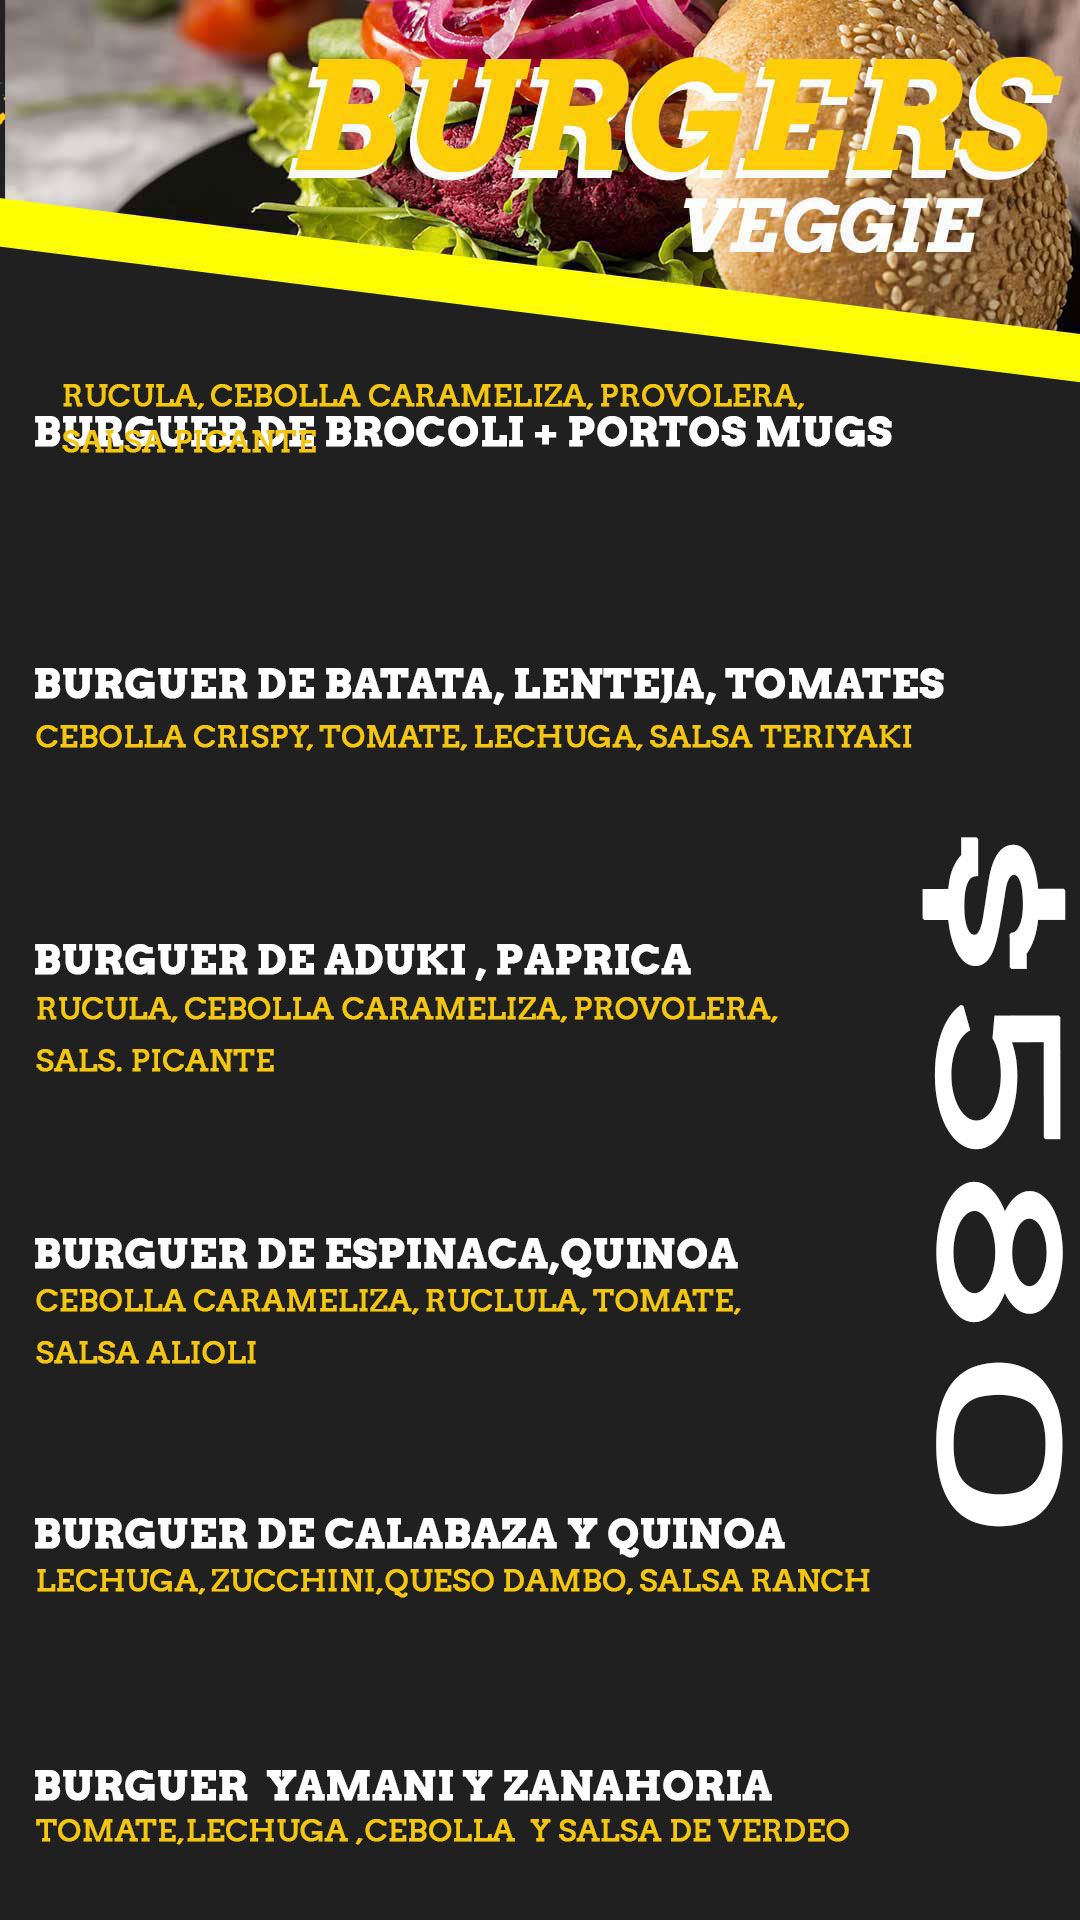 BURGERS
VEGGIE
RUCULA, CEBOLLA CARAMELIZA, PROVOLERA,
BURGUER DE BROCOLI + PORTOS MUGS
SALSA PICANTE
BURGUER DE BATATA, LENTEJA, TOMATES
CEBOLLA CRISPY, TOMATE, LECHUGA, SALSA TERIYAKI
BURGUER DE ADUKI , PAPRICA
RUCULA, CEBOLLA CARAMELIZA, PROVOLERA,
SALS. PICANTE
BURGUER DE ESPINACA,QUINOA
CEBOLLA CARAMELIZA, RUCLULA, TOMATE,
SALSA ALIOLI
BURGUER DE CALABAZA Y QUINOA
LECHUGA, ZUCCHINI,QUESO DAMBO, SALSA RANCH
BURGUER YAMANI Y ZANAHORIA
TOMATE,LECHUGA ,CEBOLLA Y SALSA DE VERDEO
$580